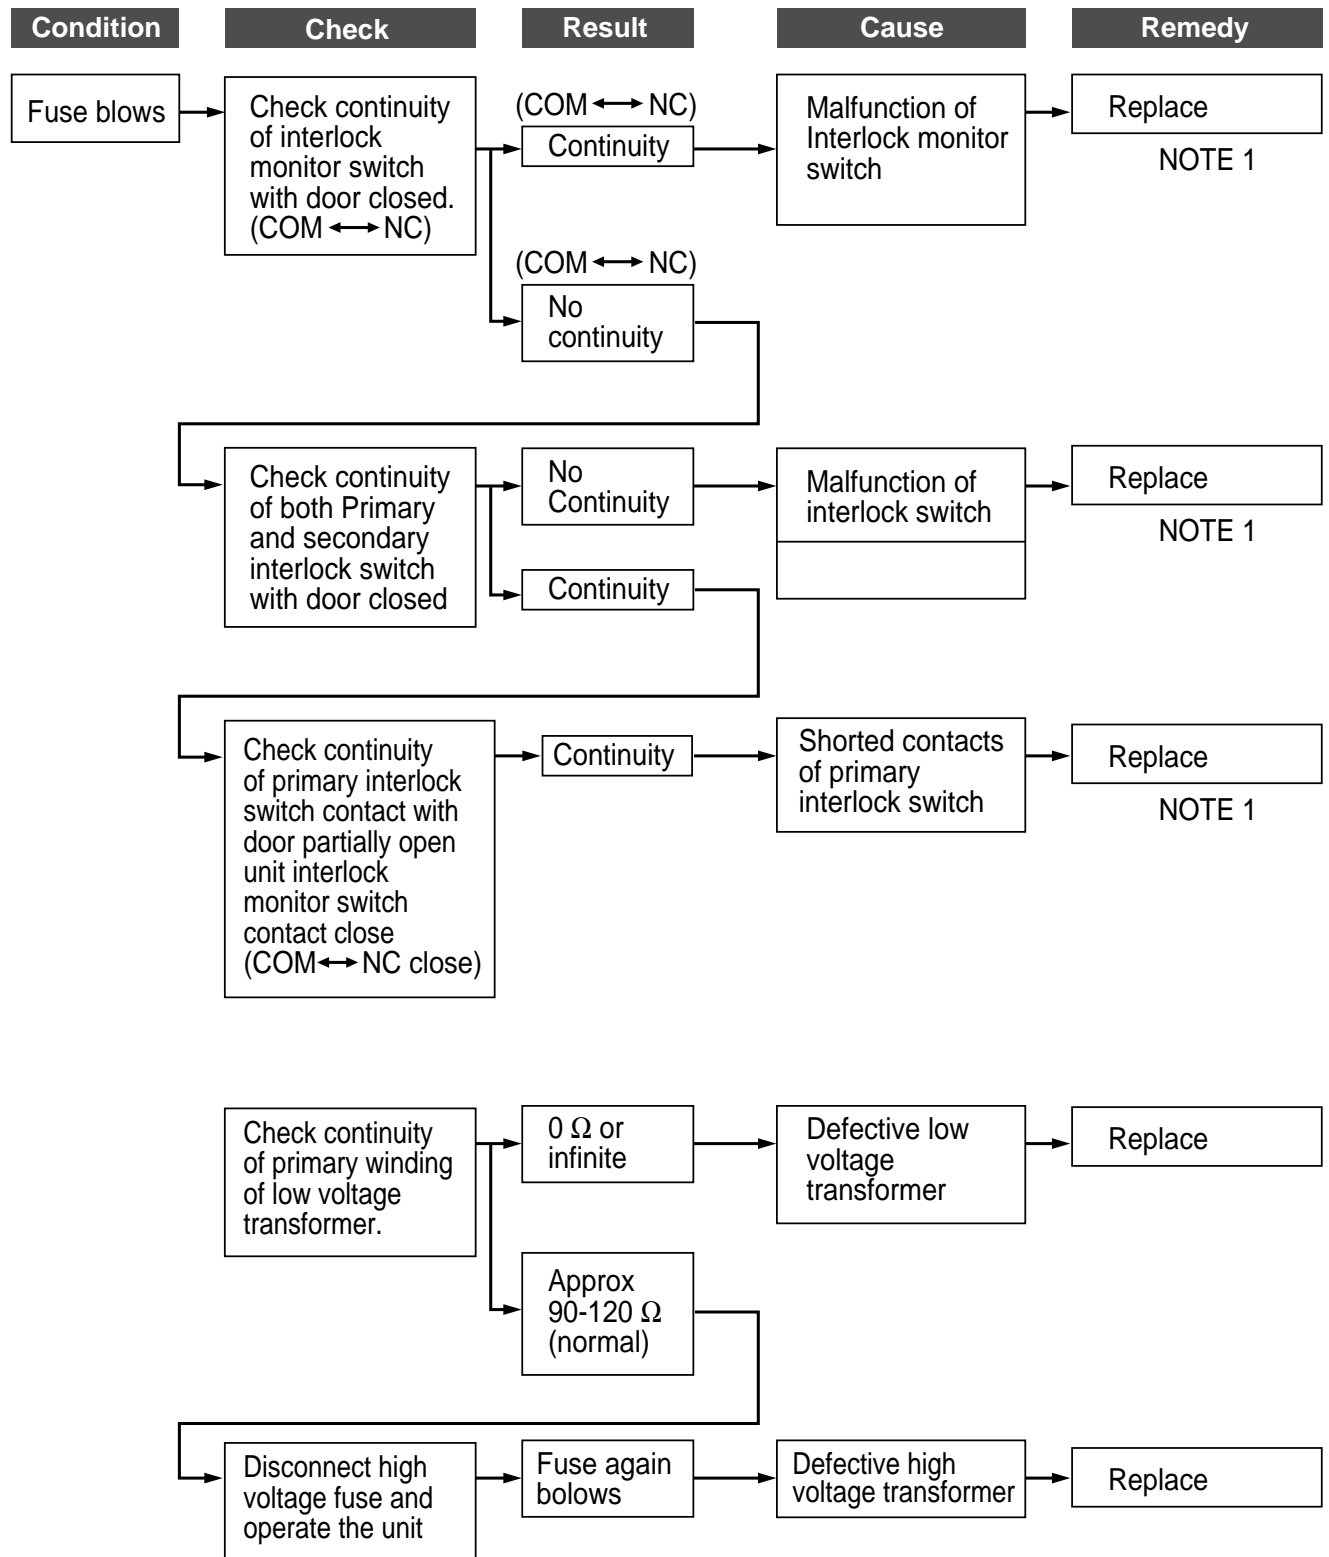 Condition Check Result Cause Remedy
Fuse blows
Check continuity
of interlock
monitor switch
with door closed.
(COM ⟷ NC)
(COM ⟷ NC)
Continuity
Malfunction of
Interlock monitor
switch
Replace
NOTE 1
(COM ⟷ NC)
No
continuity
Check continuity
of both Primary
and secondary
interlock switch
with door closed
No
Continuity
Malfunction of
interlock switch
Replace
NOTE 1
Continuity
Check continuity
of primary interlock
switch contact with
door partially open
unit interlock
monitor switch
contact close
(COM⟷ NC close)
Continuity
Shorted contacts
of primary
interlock switch
Replace
NOTE 1
Check continuity
of primary winding
of low voltage
transformer.
0 Ω or
infinite
Defective low
voltage
transformer
Replace
Approx
90-120 Ω
(normal)
Disconnect high
voltage fuse and
operate the unit
Fuse again
bolows
Defective high
voltage transformer
Replace